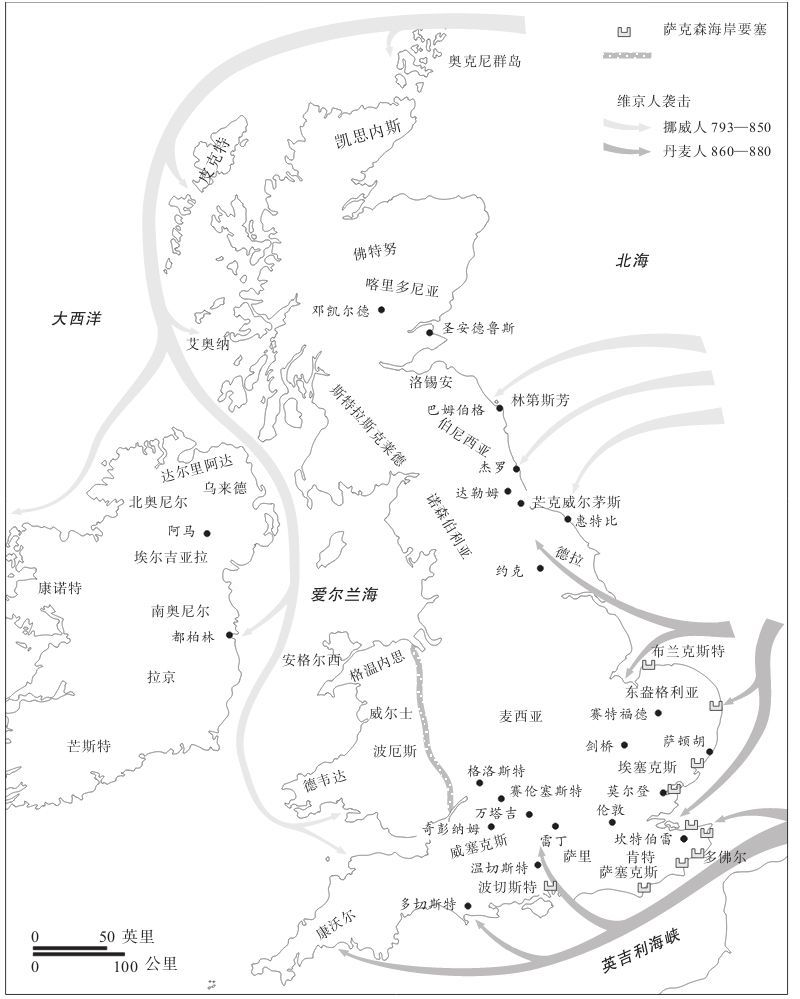 萨克森海岸要塞
维京人袭击
挪威人 793—850
丹麦人 860—880
奥克尼群岛
凯思内斯
皮克特
佛特努
北海
喀里多尼亚
大西洋
邓凯尔德
圣安德鲁斯
艾奥纳
洛锡安
斯特拉斯克莱德
林第斯芳
巴姆伯格
伯尼西亚
达尔里阿达
杰罗
乌来德
北奥尼尔
达勒姆
芒克威尔茅斯
诺森伯利亚
惠特比
阿马
埃尔吉亚拉
德拉
约克
康诺特
爱尔兰海
南奥尼尔
都柏林
安格尔西
格温内思
布兰克斯特
拉京
东盎格利亚
威尔士
麦西亚
赛特福德
芒斯特
波厄斯
剑桥
萨顿胡
格洛斯特
埃塞克斯
德韦达
赛伦塞斯特
莫尔登
万塔吉
伦敦
奇彭纳姆
雷丁
坎特伯雷
威塞克斯
萨里
肯特
多佛尔
温切斯特
萨塞克斯
波切斯特
多切斯特
康沃尔
英吉利海峡
0 50 英里
0 100 公里